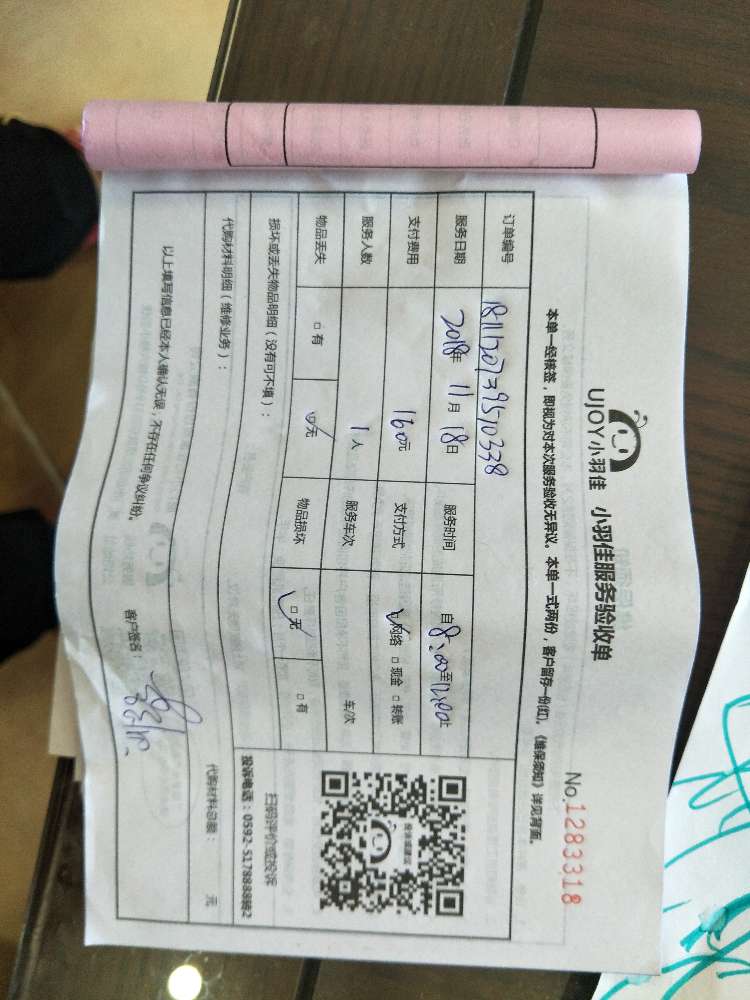 UJOY小羽佳 小羽佳服务验收单
No.1283318
本单一经核签，即视为对本次服务验收无异议。本单一式两份，客户留存一份(红)。《维保须知》详见背面。
订单编号 181120739510338
服务日期 2018年 11月 18日 服务时间 自8:00至12:00止
支付费用 160元 支付方式 ☑网络 □现金 □转账
服务人数 1人 服务车次 车/次
物品丢失 □有 ☑无 物品损坏 ☑无 □有
损坏或丢失物品明细（没有可不填）：
扫码评价或投诉
投诉电话：0592-5178888转2
代购材料明细（维修业务）：
代购材料总额： 元
以上填写信息已经本人确认无误，不存在任何争议纠纷。
客户签名：